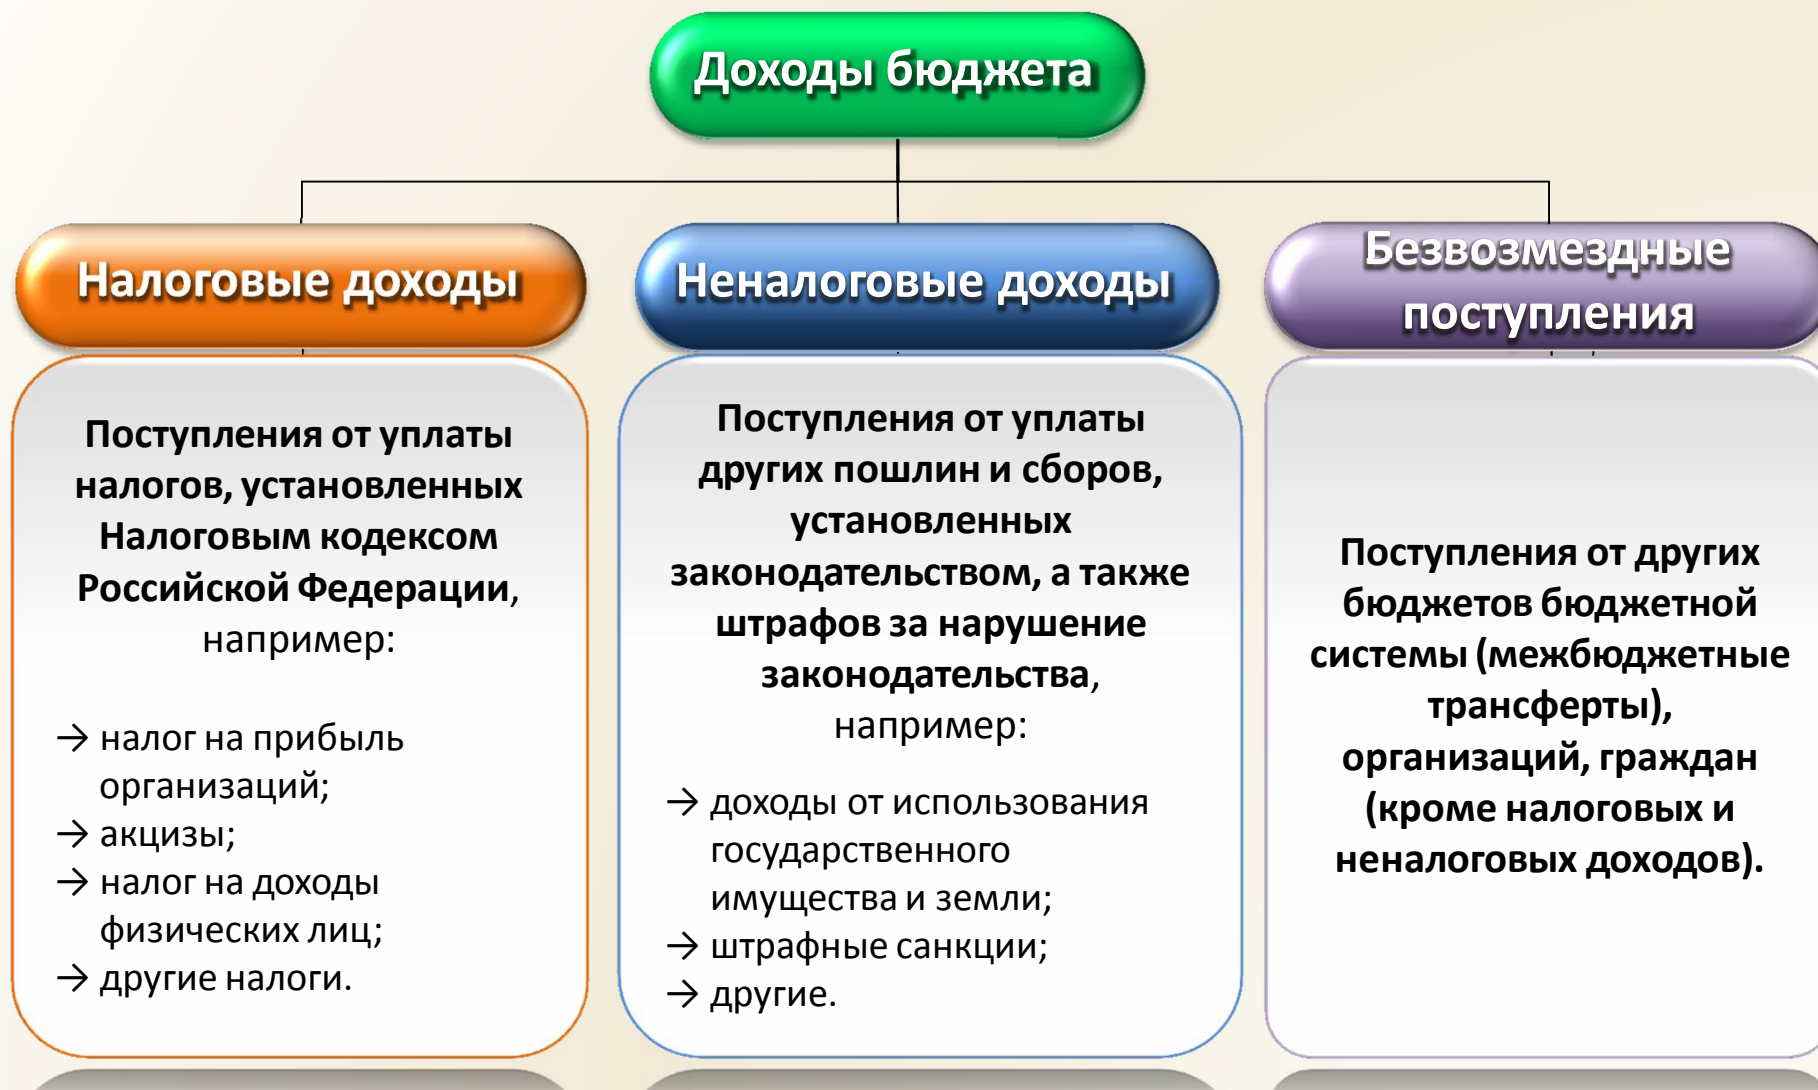 Доходы бюджета
Налоговые доходы
Поступления от уплаты
налогов, установленных
Налоговым кодексом
Российской Федерации,
например:
→ налог на прибыль
организаций;
→ акцизы;
→ налог на доходы
физических лиц;
→ другие налоги.
Неналоговые доходы
Поступления от уплаты
других пошлин и сборов,
установленных
законодательством, а также
штрафов за нарушение
законодательства,
например:
→ доходы от использования
государственного
имущества и земли;
→ штрафные санкции;
→ другие.
Безвозмездные
поступления
Поступления от других
бюджетов бюджетной
системы (межбюджетные
трансферты),
организаций, граждан
(кроме налоговых и
неналоговых доходов).